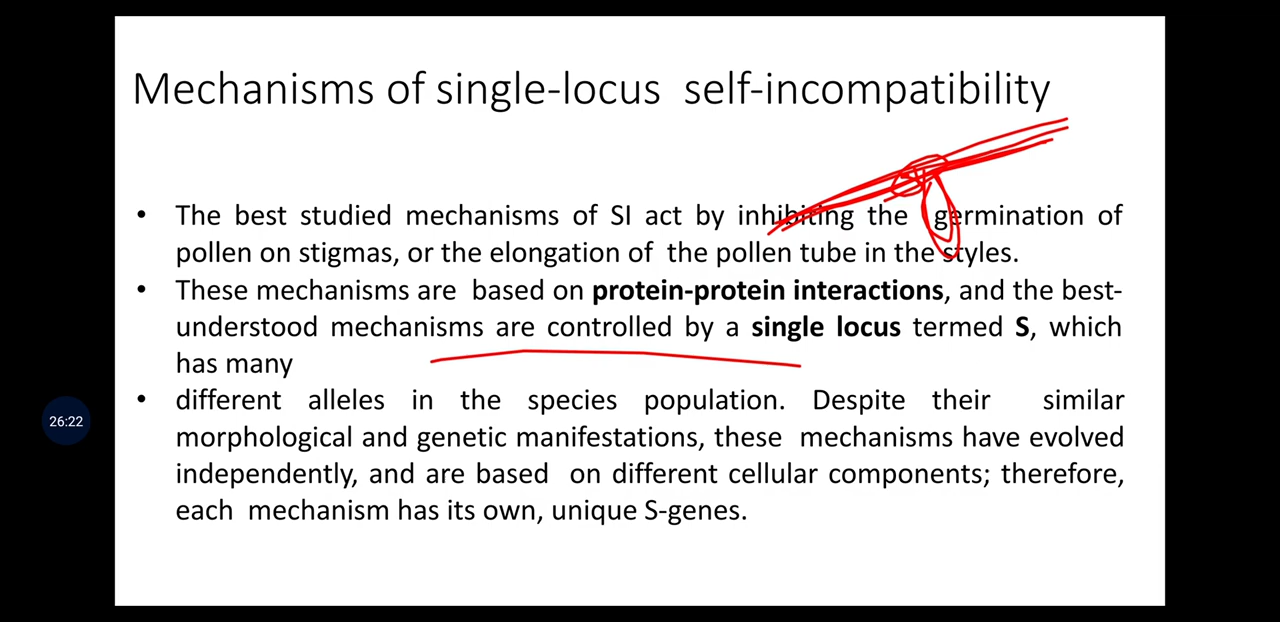 Mechanisms of single-locus self-incompatibility
• The best studied mechanisms of SI act by inhibiting the germination of
pollen on stigmas, or the elongation of the pollen tube in the styles.
• These mechanisms are based on protein-protein interactions, and the best-
understood mechanisms are controlled by a single locus termed S, which
has many
• different alleles in the species population. Despite their similar
morphological and genetic manifestations, these mechanisms have evolved
independently, and are based on different cellular components; therefore,
each mechanism has its own, unique S-genes.
26:22